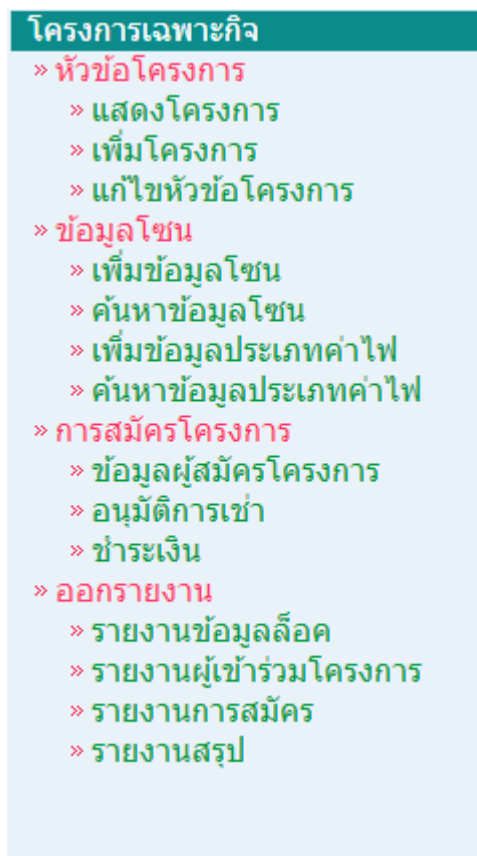 โครงการเฉพาะกิจ
» หัวข้อโครงการ
» แสดงโครงการ
» เพิ่มโครงการ
» แก้ไขหัวข้อโครงการ
» ข้อมูลโซน
» เพิ่มข้อมูลโซน
» ค้นหาข้อมูลโซน
» เพิ่มข้อมูลประเภทค่าไฟ
» ค้นหาข้อมูลประเภทค่าไฟ
» การสมัครโครงการ
» ข้อมูลผู้สมัครโครงการ
» อนุมัติการเช่า
» ชำระเงิน
» ออกรายงาน
» รายงานข้อมูลล็อค
» รายงานผู้เข้าร่วมโครงการ
» รายงานการสมัคร
» รายงานสรุป